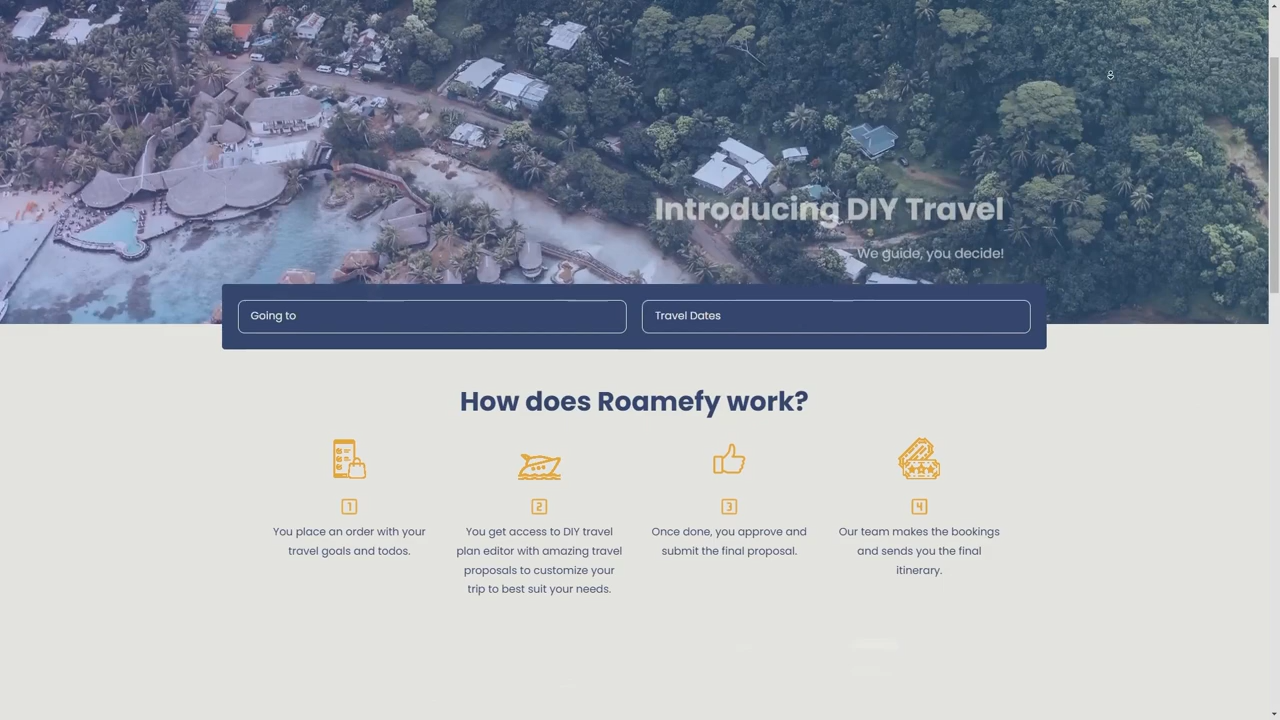 Introducing DIY Travel
We guide, you decide!
Going to
Travel Dates
How does Roamefy work?
1
2
3
4
You place an order with your
travel goals and todos.
You get access to DIY travel
plan editor with amazing travel
proposals to customize your
trip to best suit your needs.
Once done, you approve and
submit the final proposal.
Our team makes the bookings
and sends you the final
itinerary.